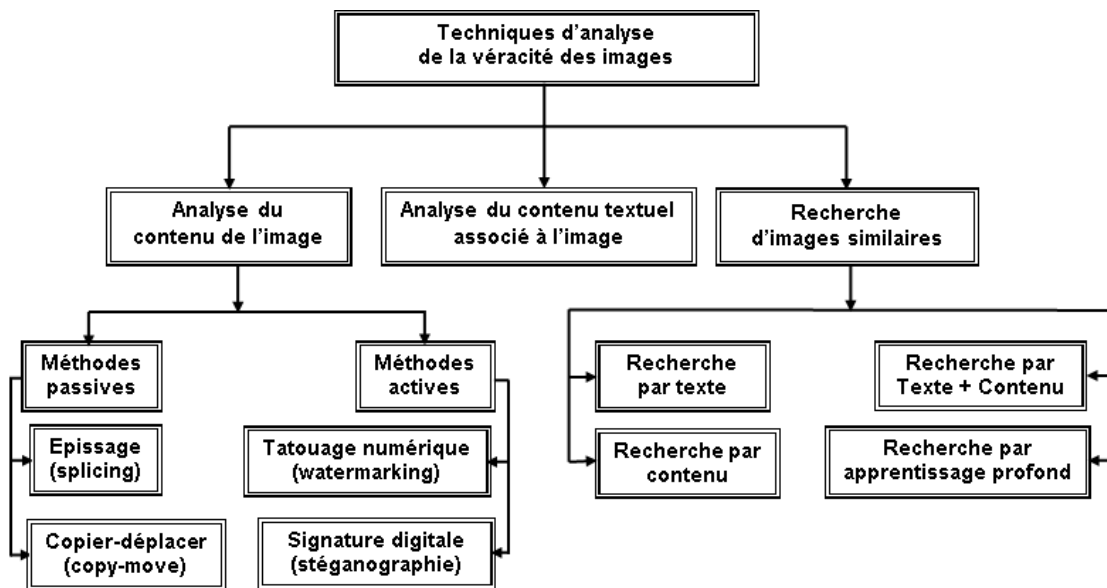 Techniques d'analyse
de la véracité des images
Analyse du
contenu de l'image
Analyse du contenu textuel
associé à l'image
Recherche
d'images similaires
Méthodes
passives
Méthodes
actives
Recherche
par texte
Recherche par
Texte + Contenu
Epissage
(splicing)
Tatouage numérique
(watermarking)
Recherche par
contenu
Recherche par
apprentissage profond
Copier-déplacer
(copy-move)
Signature digitale
(stéganographie)